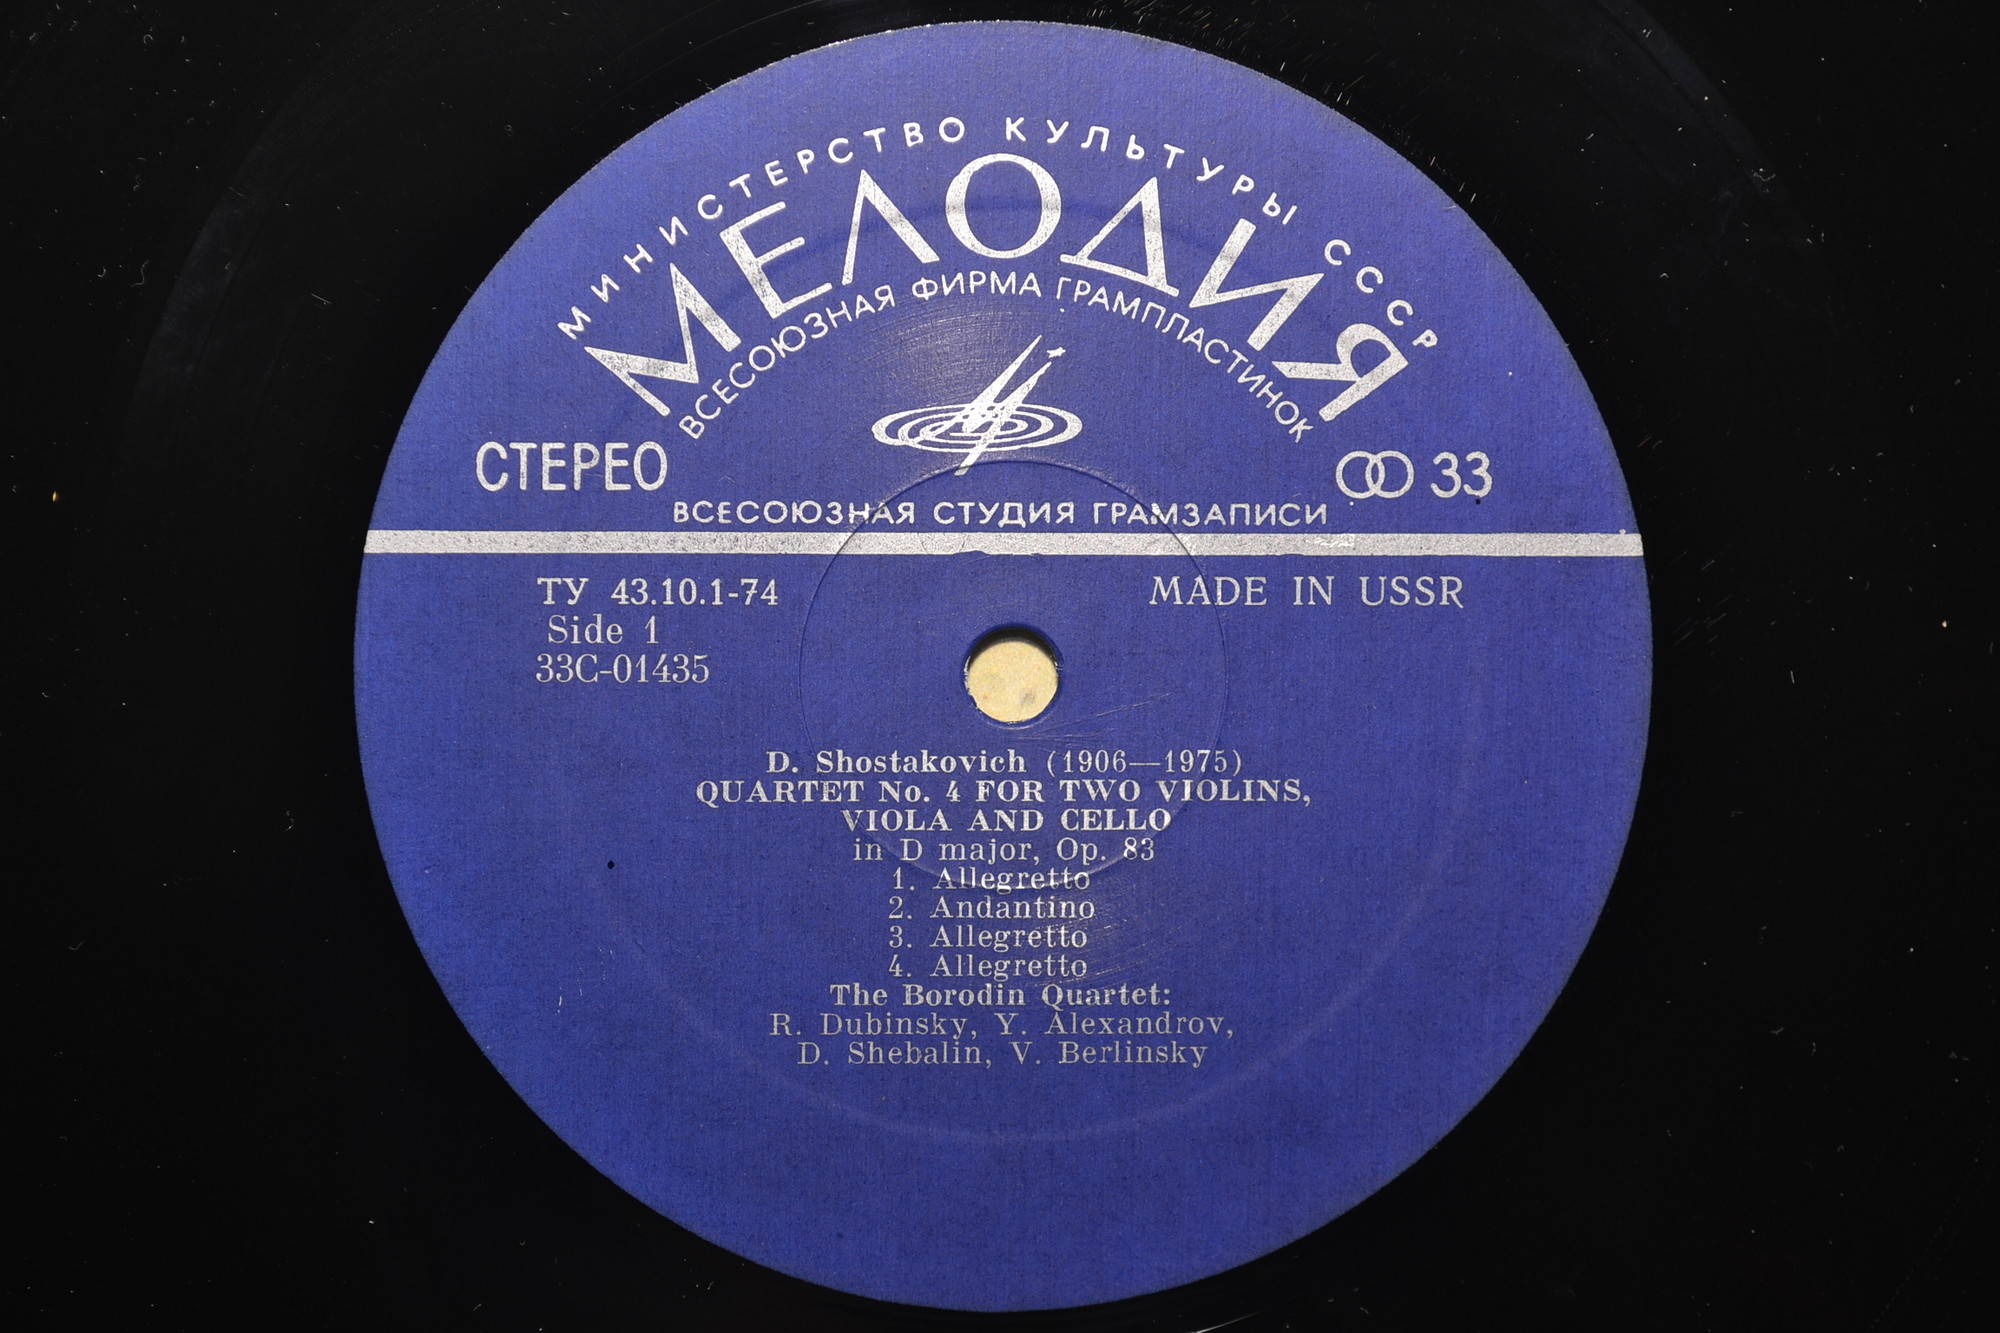 МИНИСТЕРСТВО КУЛЬТУРЫ СССР
МЕЛОДИЯ
ВСЕСОЮЗНАЯ ФИРМА ГРАМПЛАСТИНОК
СТЕРЕО
33
ВСЕСОЮЗНАЯ СТУДИЯ ГРАМЗАПИСИ
ТУ 43.10.1-74
MADE IN USSR
Side 1
33С-01435
D. Shostakovich (1906—1975)
QUARTET No. 4 FOR TWO VIOLINS,
VIOLA AND CELLO
in D major, Op. 83
1. Allegretto
2. Andantino
3. Allegretto
4. Allegretto
The Borodin Quartet:
R. Dubinsky, Y. Alexandrov,
D. Shebalin, V. Berlinsky